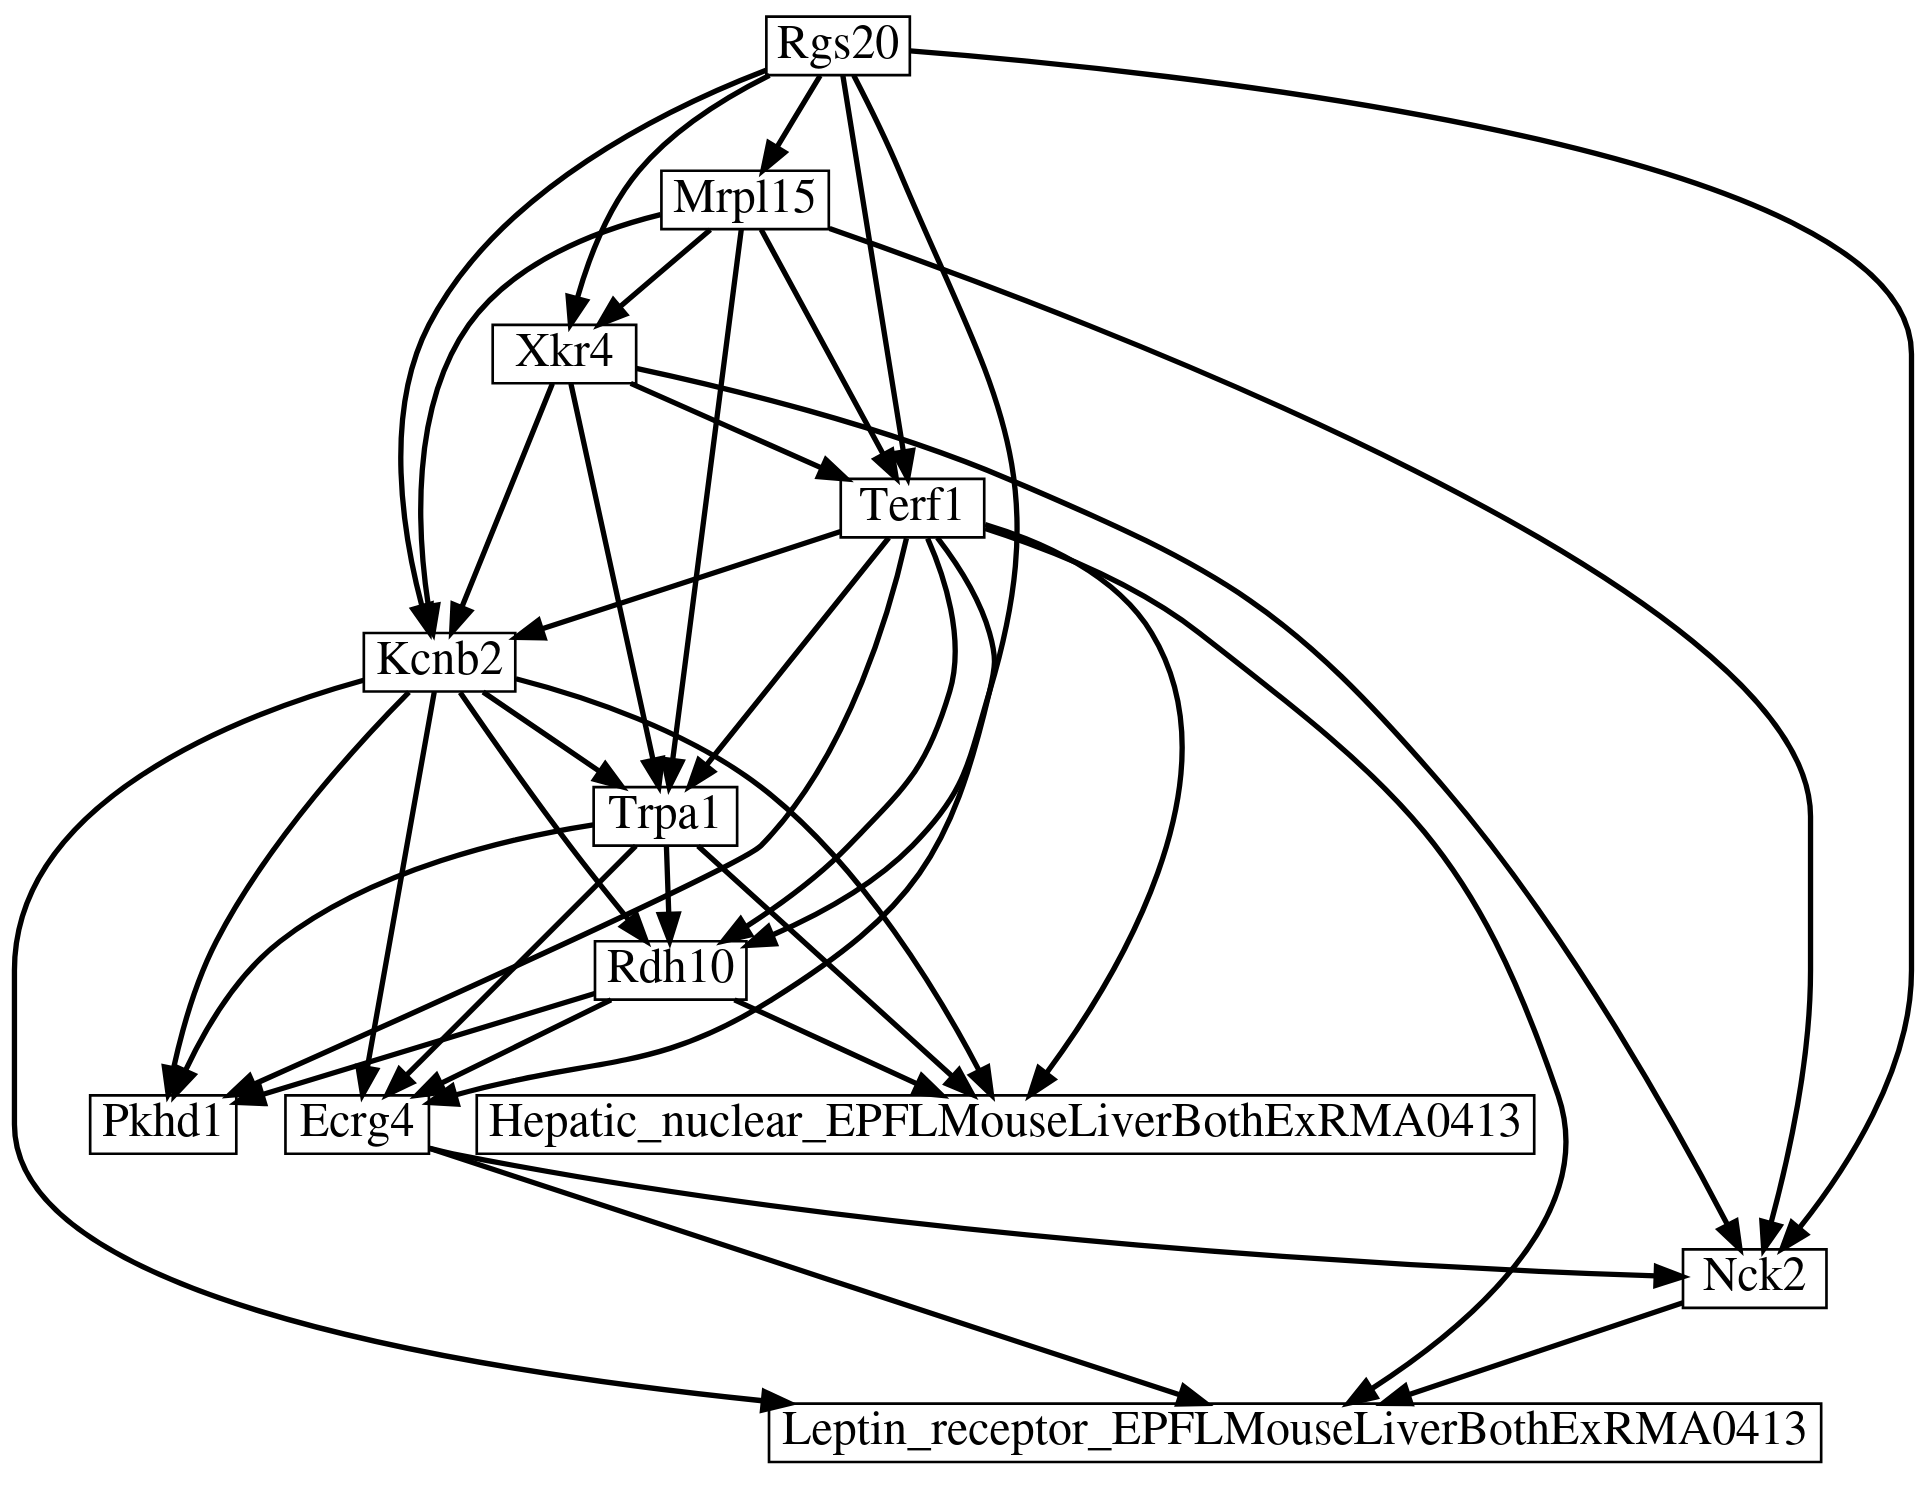 Rgs20
Mrpl15
Xkr4
Terf1
Kcnb2
Trpa1
Rdh10
Pkhd1
Ecrg4
Hepatic_nuclear_EPFLMouseLiverBothExRMA0413
Nck2
Leptin_receptor_EPFLMouseLiverBothExRMA0413